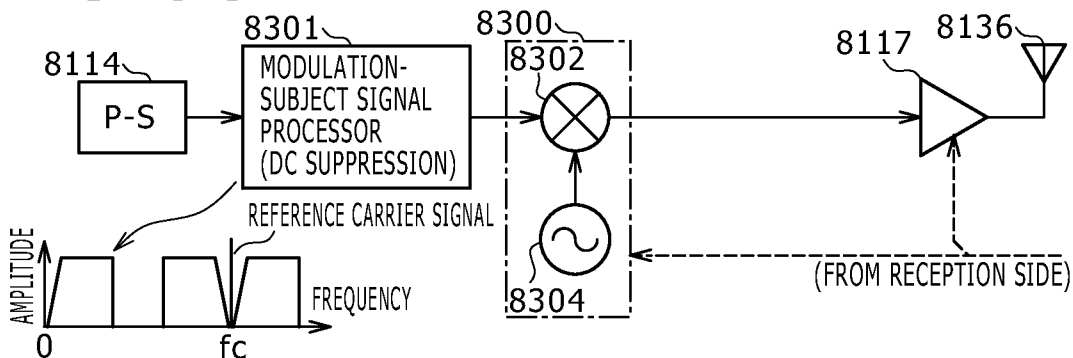 8114
P-S
8301
MODULATION-
SUBJECT SIGNAL
PROCESSOR
(DC SUPPRESSION)
8300
8302
8304
8117
8136
REFERENCE CARRIER SIGNAL
(FROM RECEPTION SIDE)
AMPLITUDE
FREQUENCY
0
fc